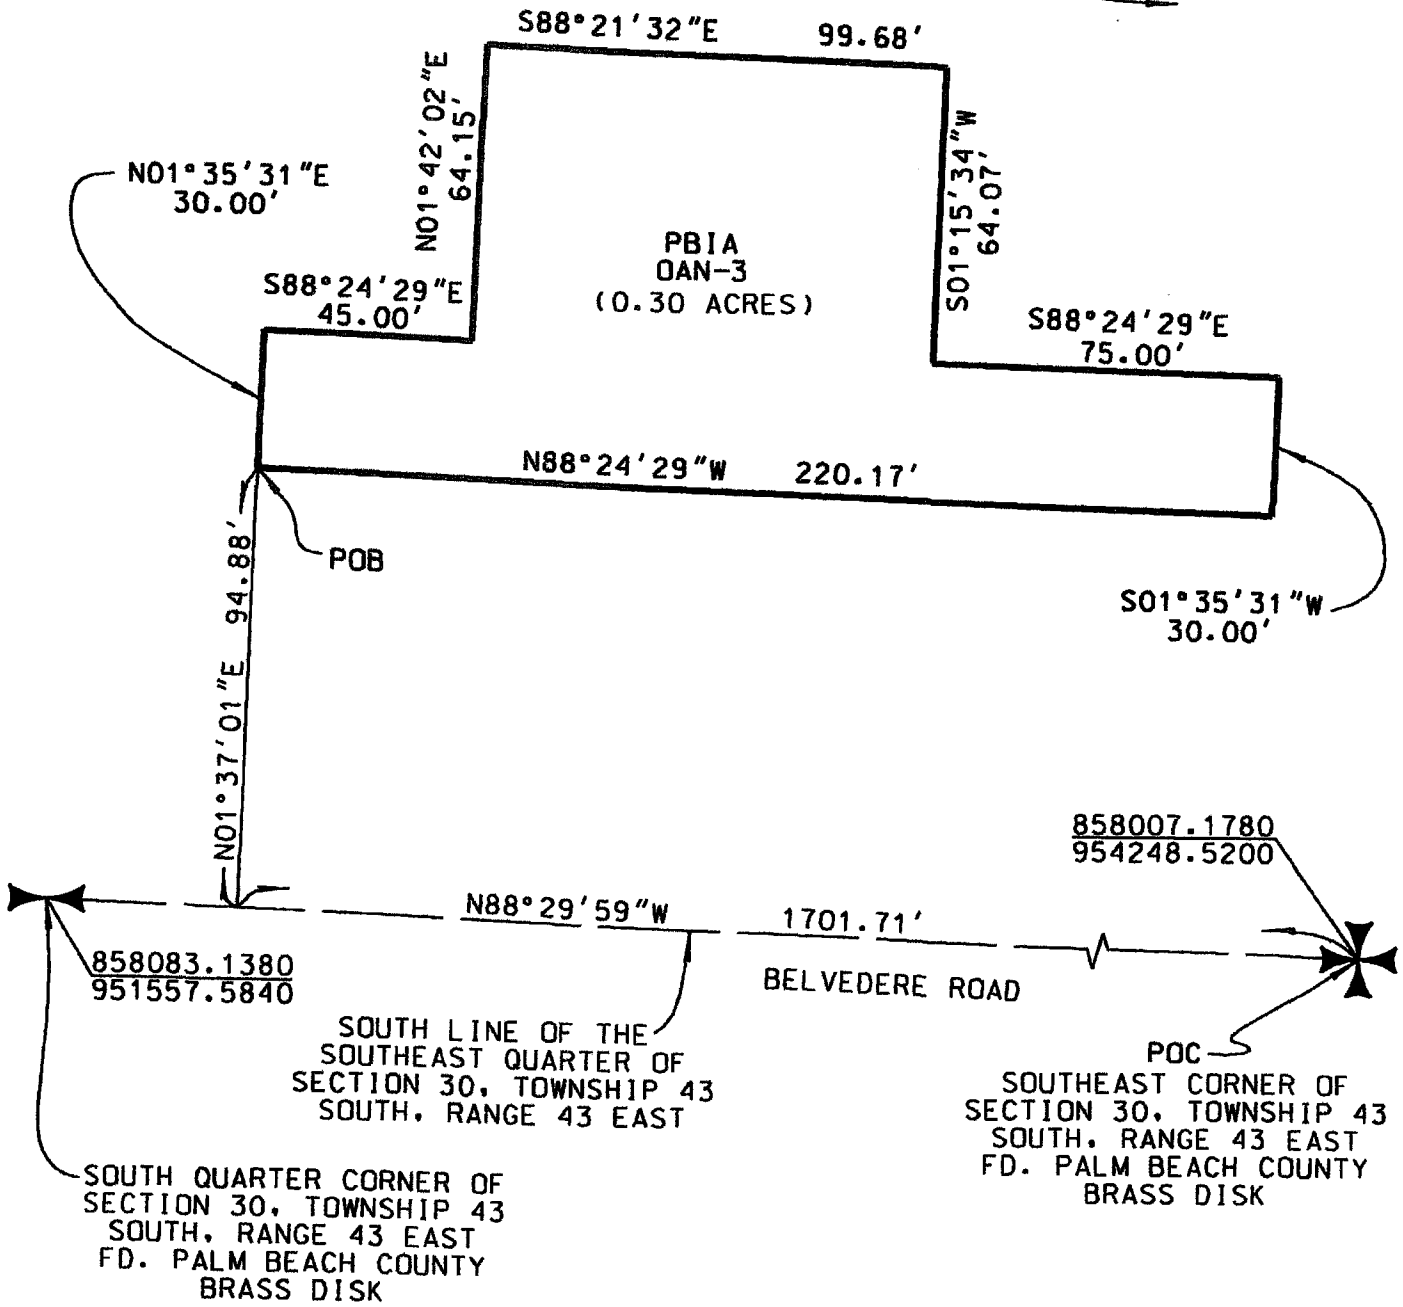 S88°21'32"E 99.68'
N01°42'02"E
64.15'
N01°35'31"E
30.00'
S01°15'34"W
64.07'
PBIA
OAN-3
(0.30 ACRES)
S88°24'29"E
45.00'
S88°24'29"E
75.00'
N88°24'29"W 220.17'
POB
S01°35'31"W
30.00'
N01°37'01"E 94.88'
858007.1780
954248.5200
N88°29'59"W 1701.71'
858083.1380
951557.5840
BELVEDERE ROAD
SOUTH LINE OF THE
SOUTHEAST QUARTER OF
SECTION 30, TOWNSHIP 43
SOUTH, RANGE 43 EAST
POC
SOUTHEAST CORNER OF
SECTION 30, TOWNSHIP 43
SOUTH, RANGE 43 EAST
FD. PALM BEACH COUNTY
BRASS DISK
SOUTH QUARTER CORNER OF
SECTION 30, TOWNSHIP 43
SOUTH, RANGE 43 EAST
FD. PALM BEACH COUNTY
BRASS DISK